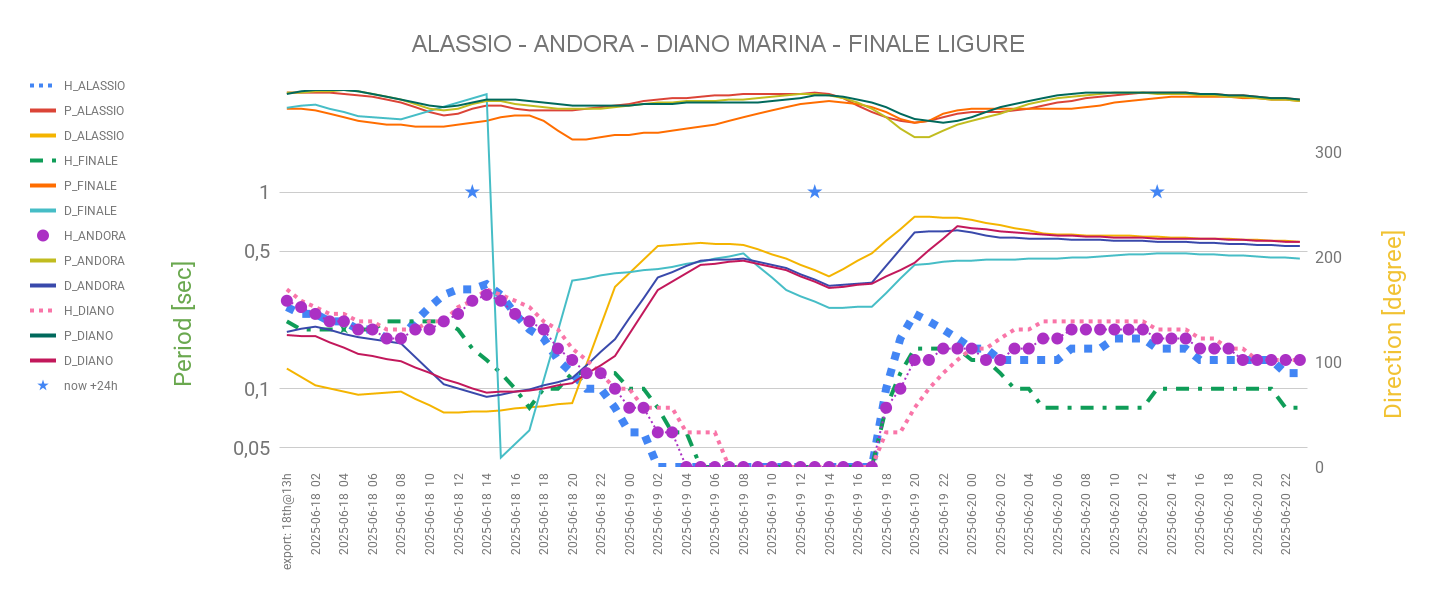 ALASSIO - ANDORA - DIANO MARINA - FINALE LIGURE
H_ALASSIO
P_ALASSIO
D_ALASSIO
H_FINALE
P_FINALE
D_FINALE
H_ANDORA
P_ANDORA
D_ANDORA
H_DIANO
P_DIANO
D_DIANO
now +24h
Period [sec]
1
0,5
0,1
0,05
300
200
100
0
Direction [degree]
export: 18th@13h
2025-06-18 02
2025-06-18 04
2025-06-18 06
2025-06-18 08
2025-06-18 10
2025-06-18 12
2025-06-18 14
2025-06-18 16
2025-06-18 18
2025-06-18 20
2025-06-18 22
2025-06-19 00
2025-06-19 02
2025-06-19 04
2025-06-19 06
2025-06-19 08
2025-06-19 10
2025-06-19 12
2025-06-19 14
2025-06-19 16
2025-06-19 18
2025-06-19 20
2025-06-19 22
2025-06-20 00
2025-06-20 02
2025-06-20 04
2025-06-20 06
2025-06-20 08
2025-06-20 10
2025-06-20 12
2025-06-20 14
2025-06-20 16
2025-06-20 18
2025-06-20 20
2025-06-20 22